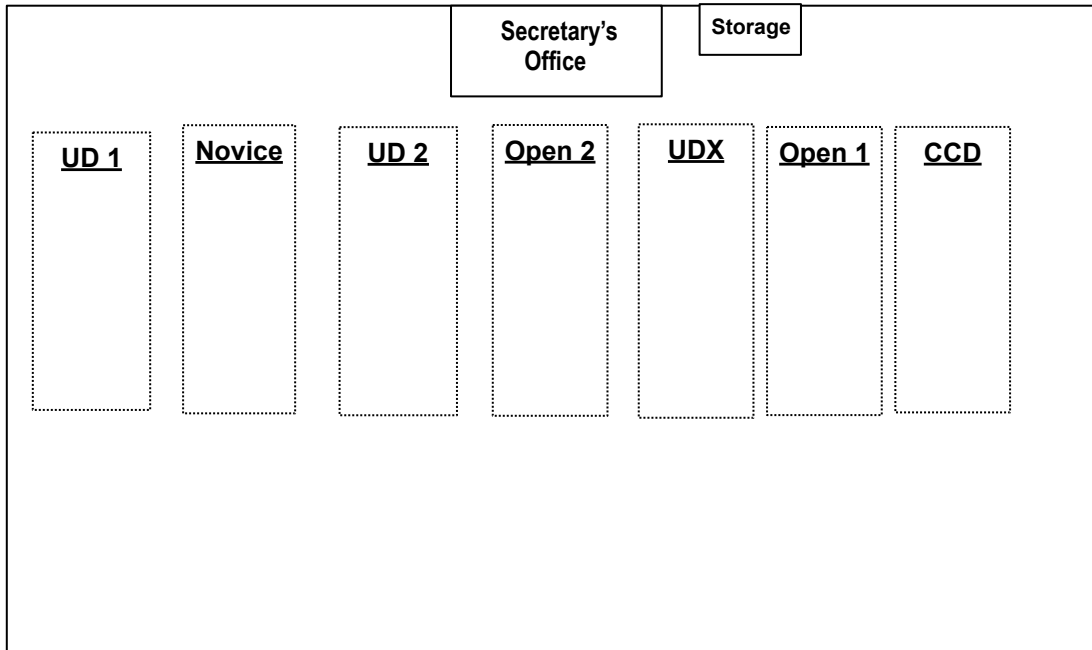 Secretary’s
Office
Storage
UD 1
Novice
UD 2
Open 2
UDX
Open 1
CCD